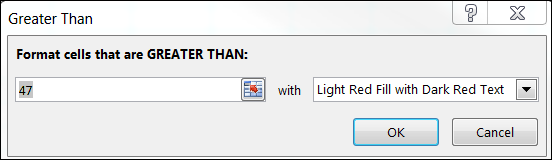 Greater Than
?
Format cells that are GREATER THAN:
47 with Light Red Fill with Dark Red Text
OK Cancel